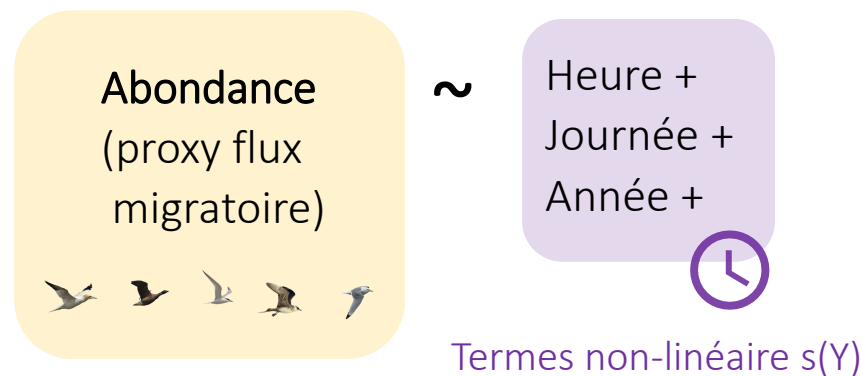 Abondance
(proxy flux
migratoire)
~
Heure +
Journée +
Année +
Termes non-linéaire s(Y)